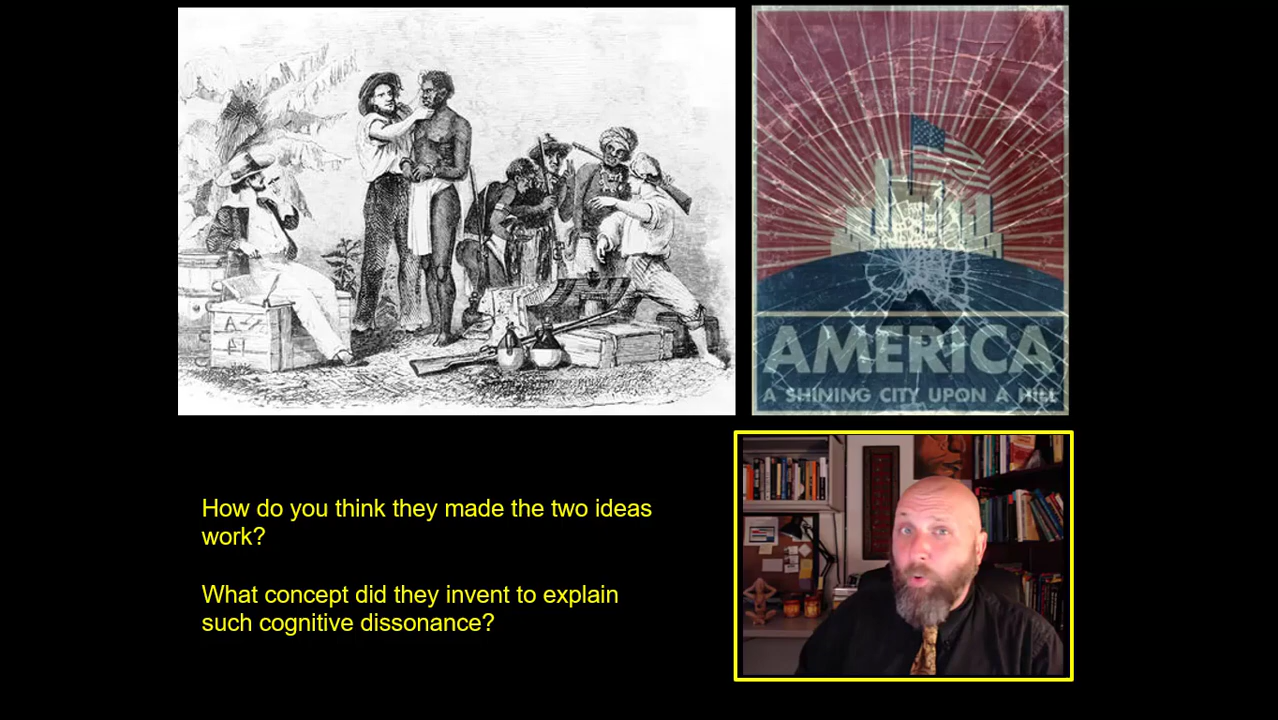 AMERICA
A SHINING CITY UPON A HILL
How do you think they made the two ideas
work?
What concept did they invent to explain
such cognitive dissonance?